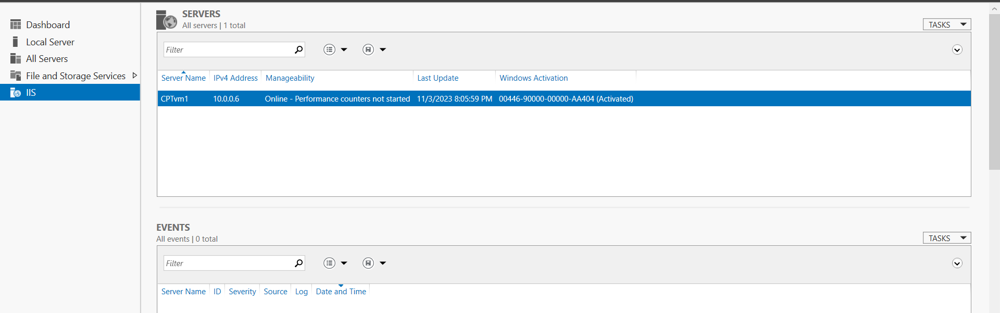 Dashboard
Local Server
All Servers
File and Storage Services
IIS
SERVERS
All servers | 1 total
TASKS
Filter
Server Name IPv4 Address Manageability Last Update Windows Activation
CPTvm1 10.0.0.6 Online - Performance counters not started 11/3/2023 8:05:59 PM 00446-90000-00000-AA404 (Activated)
EVENTS
All events | 0 total
TASKS
Filter
Server Name ID Severity Source Log Date and Time